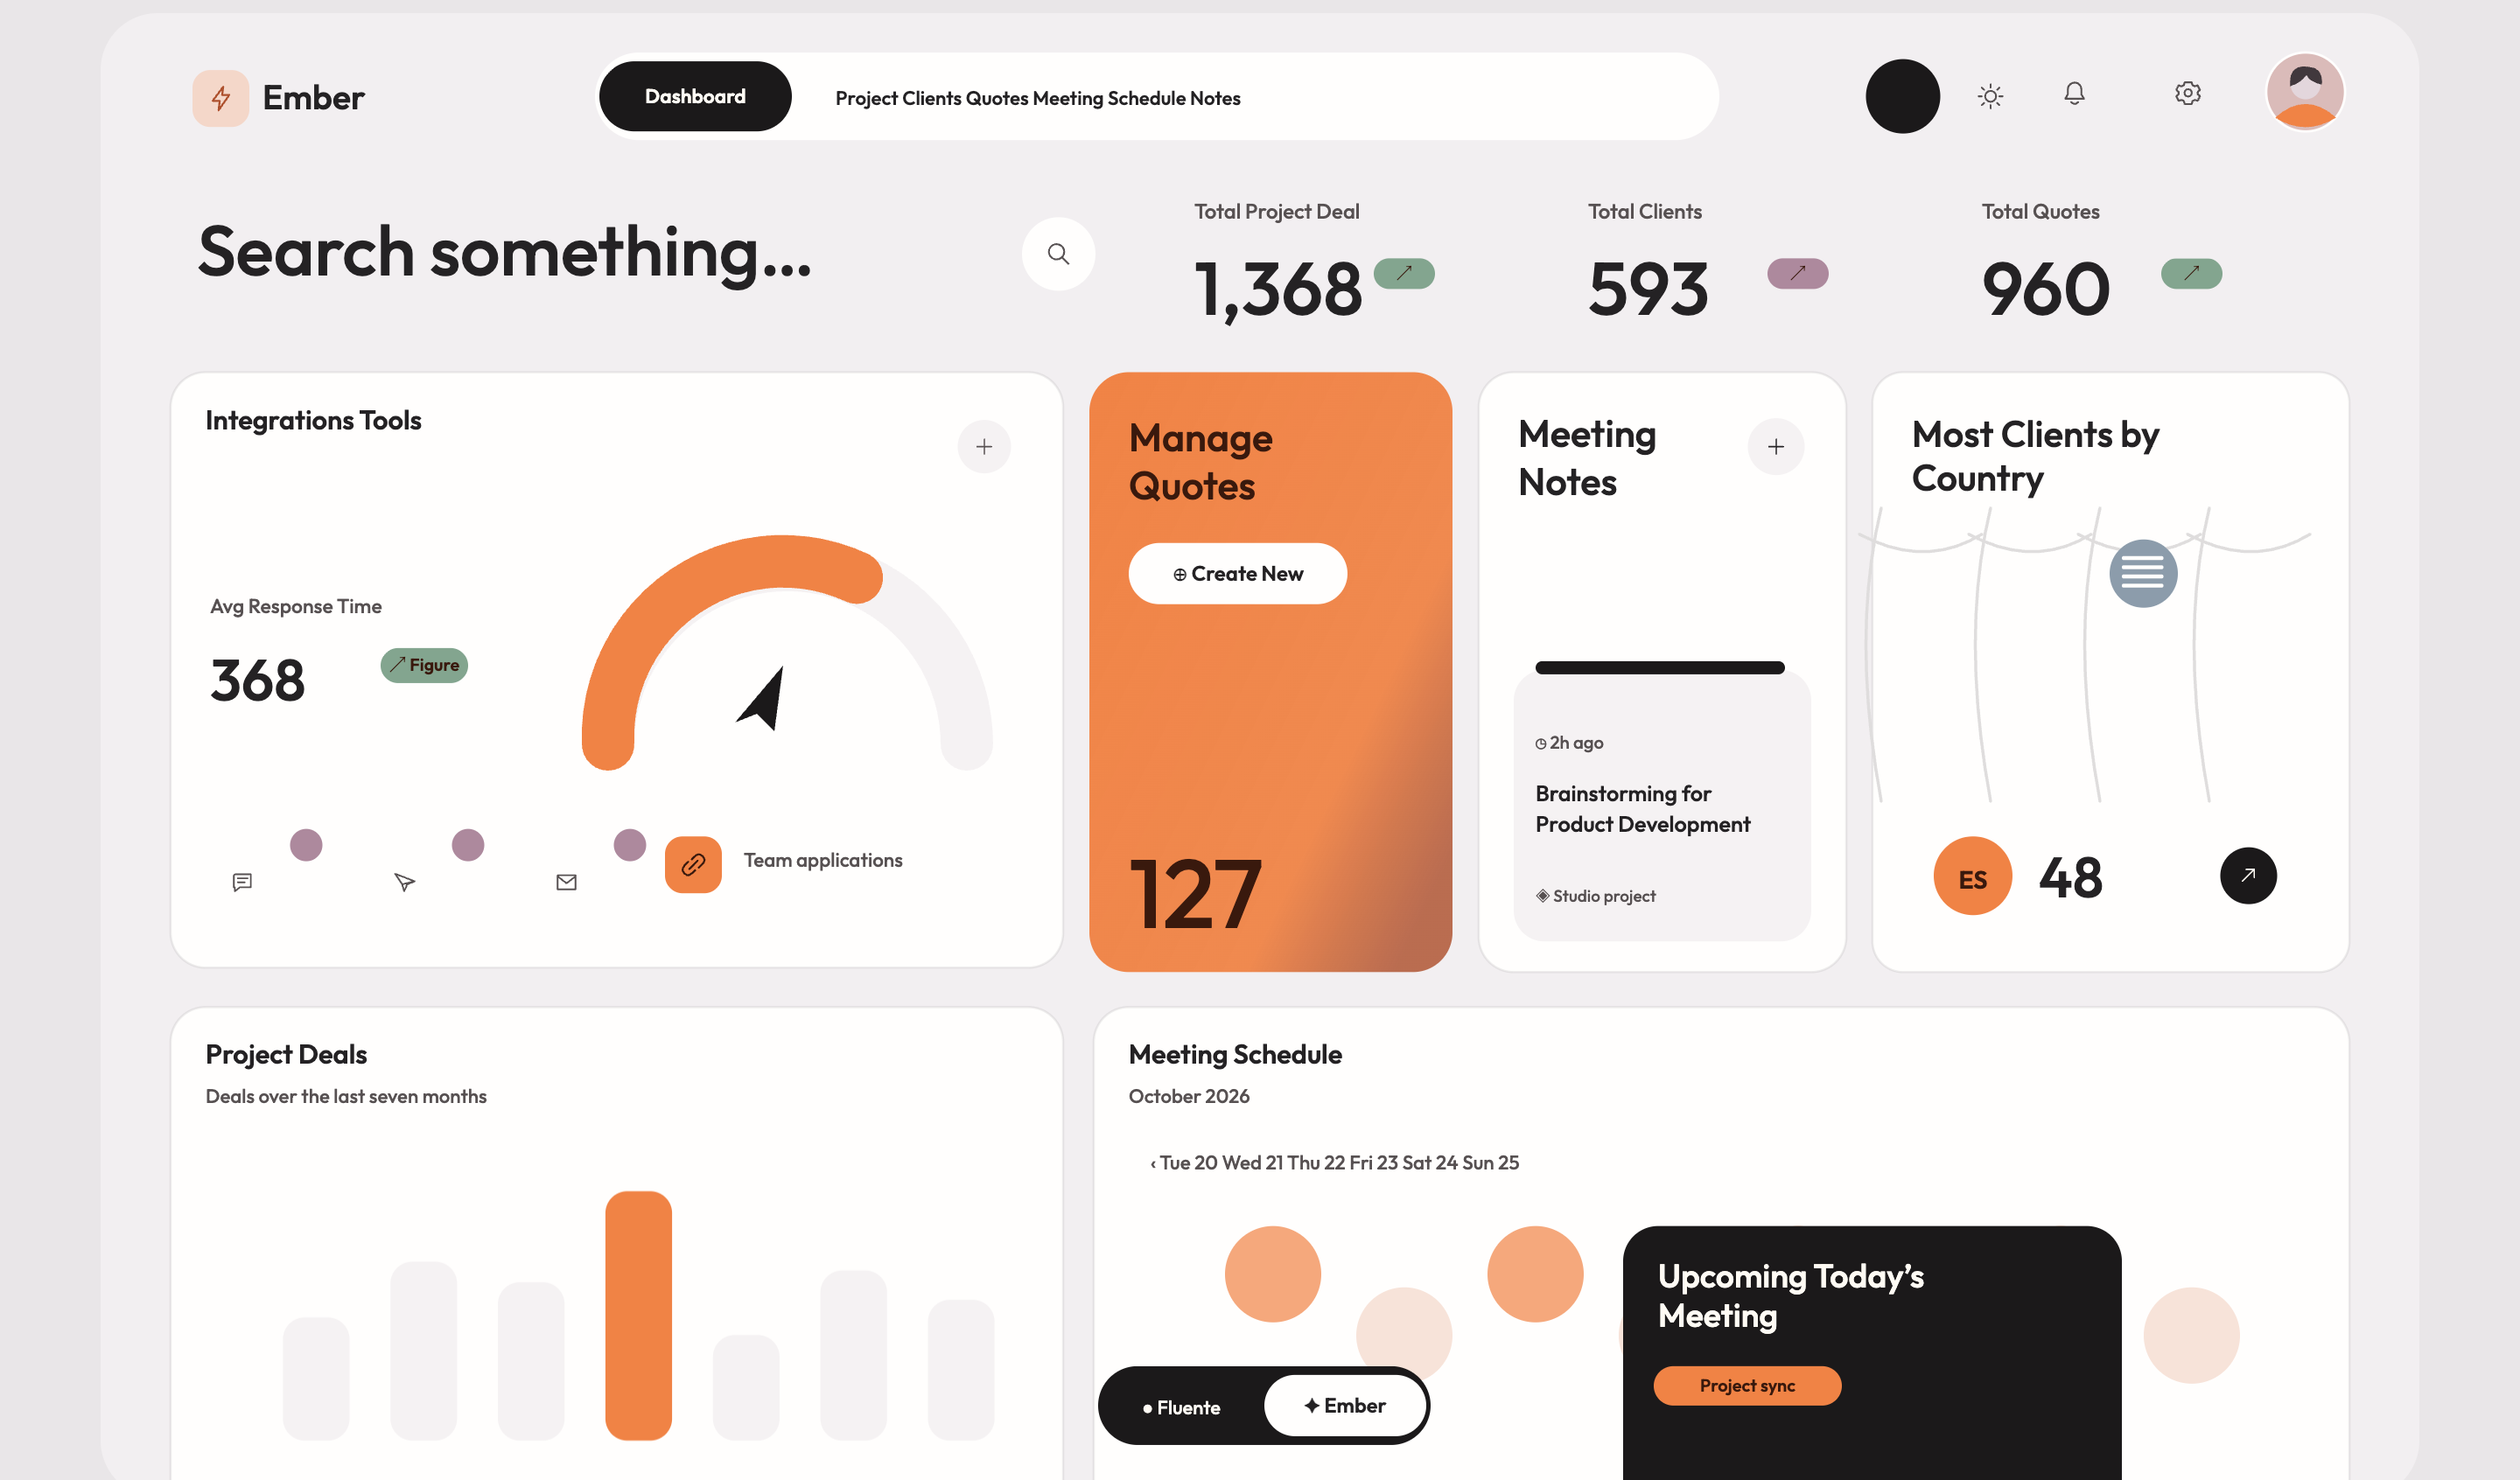 Ember
Dashboard
Project Clients Quotes Meeting Schedule Notes
Search something...
Total Project Deal
1,368
Total Clients
593
Total Quotes
960
Integrations Tools
Avg Response Time
368
Figure
Team applications
Manage
Quotes
⊕ Create New
127
Meeting
Notes
2h ago
Brainstorming for
Product Development
◈ Studio project
Most Clients by
Country
ES
48
Project Deals
Deals over the last seven months
Meeting Schedule
October 2026
‹ Tue 20 Wed 21 Thu 22 Fri 23 Sat 24 Sun 25
Upcoming Today’s
Meeting
Project sync
● Fluente
✦ Ember